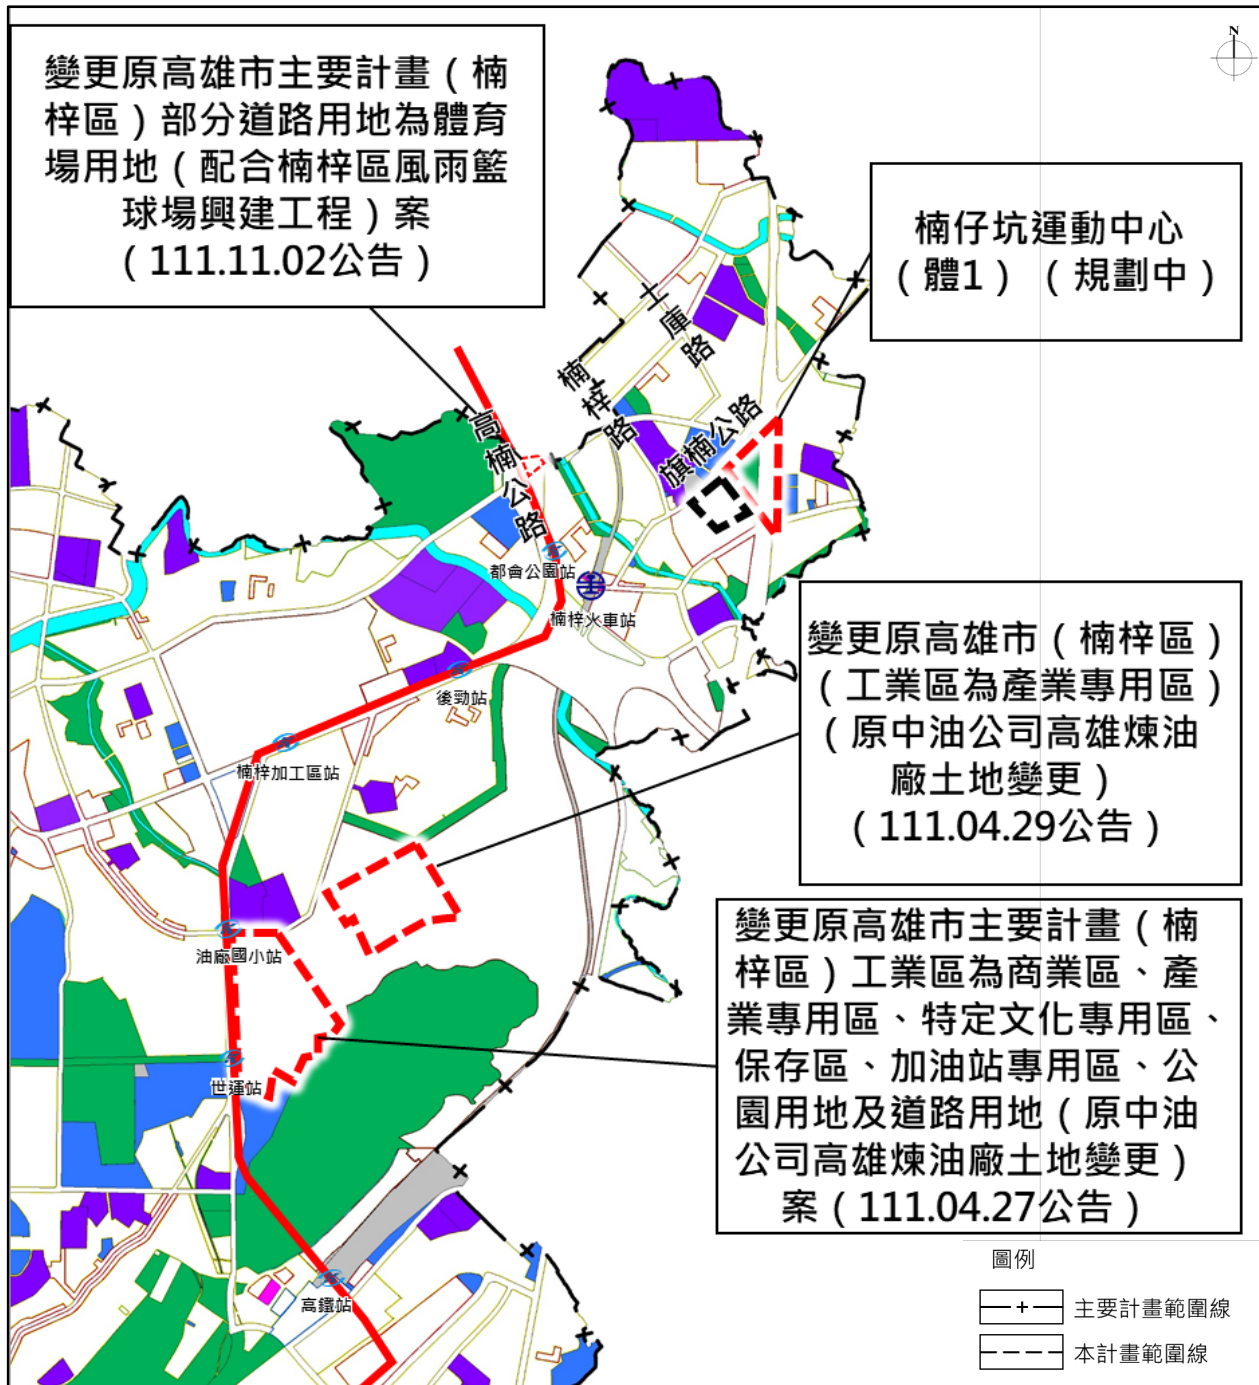 變更原高雄市主要計畫（楠
梓區）部分道路用地為體育
場用地（配合楠梓區風雨籃
球場興建工程）案
（111.11.02公告）
N
楠仔坑運動中心
（體1）（規劃中）
土庫路
楠梓路
旗楠公路
高楠公路
都會公園站
楠梓火車站
後勁站
楠梓加工區站
變更原高雄市（楠梓區）
（工業區為產業專用區）
（原中油公司高雄煉油
廠土地變更）
（111.04.29公告）
油廠國小站
變更原高雄市主要計畫（楠
梓區）工業區為商業區、產
業專用區、特定文化專用區、
保存區、加油站專用區、公
園用地及道路用地（原中油
公司高雄煉油廠土地變更）
案（111.04.27公告）
世運站
高鐵站
圖例
主要計畫範圍線
本計畫範圍線